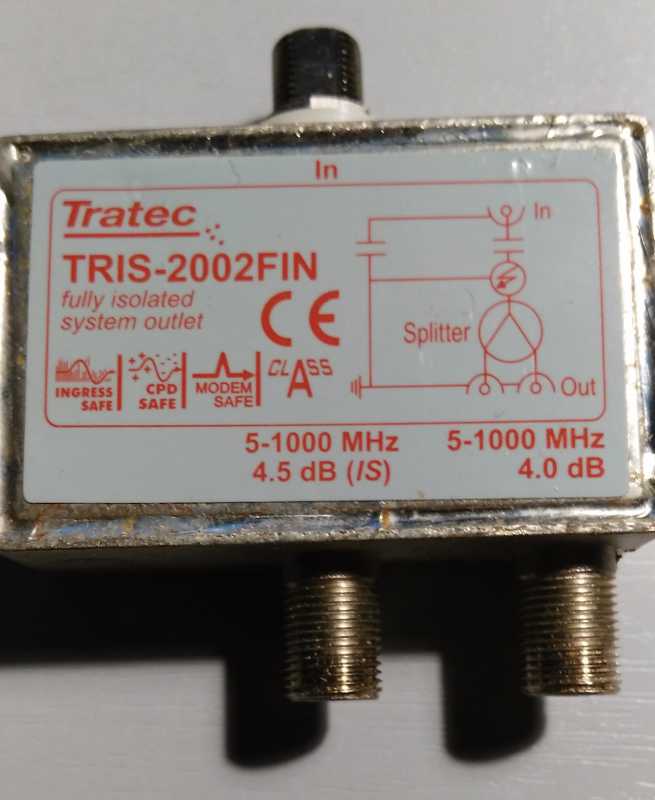 In
Tratec
TRIS-2002FIN
fully isolated
system outlet
CE
INGRESS
SAFE
CPD
SAFE
MODEM
SAFE
CLASS
A
In
Splitter
Out
5-1000 MHz
4.5 dB (IS)
5-1000 MHz
4.0 dB